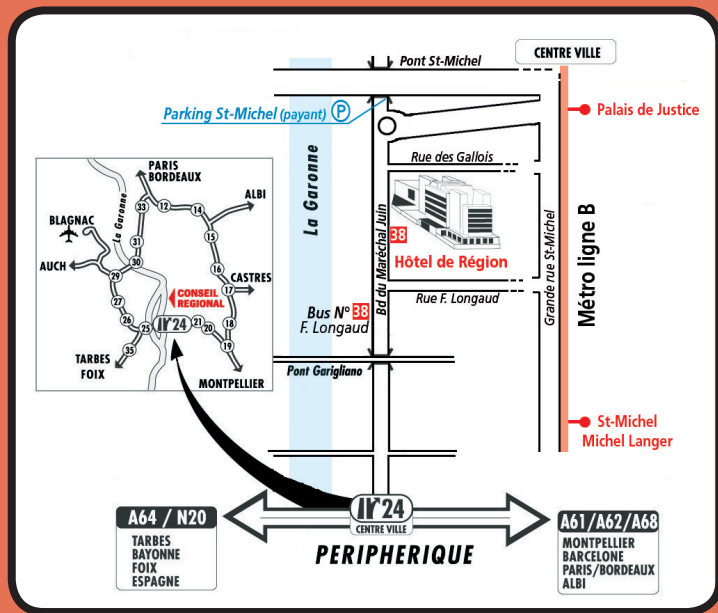 CENTRE VILLE
Pont St-Michel
Parking St-Michel (payant) P
Palais de Justice
Rue des Gallois
La Garonne
Bd du Maréchal Juin
38
Hôtel de Région
Grande rue St-Michel
Métro ligne B
Rue F. Longaud
Bus N° 38
F. Longaud
Pont Garigliano
St-Michel
Michel Langer
PARIS
BORDEAUX
ALBI
BLAGNAC
La Garonne
AUCH
CASTRES
CONSEIL
REGIONAL
TARBES
FOIX
MONTPELLIER
33
12
14
15
16
17
18
19
20
21
24
25
26
27
29
30
31
35
24
CENTRE VILLE
PERIPHERIQUE
A64 / N20
TARBES
BAYONNE
FOIX
ESPAGNE
A61/A62/A68
MONTPELLIER
BARCELONE
PARIS/BORDEAUX
ALBI